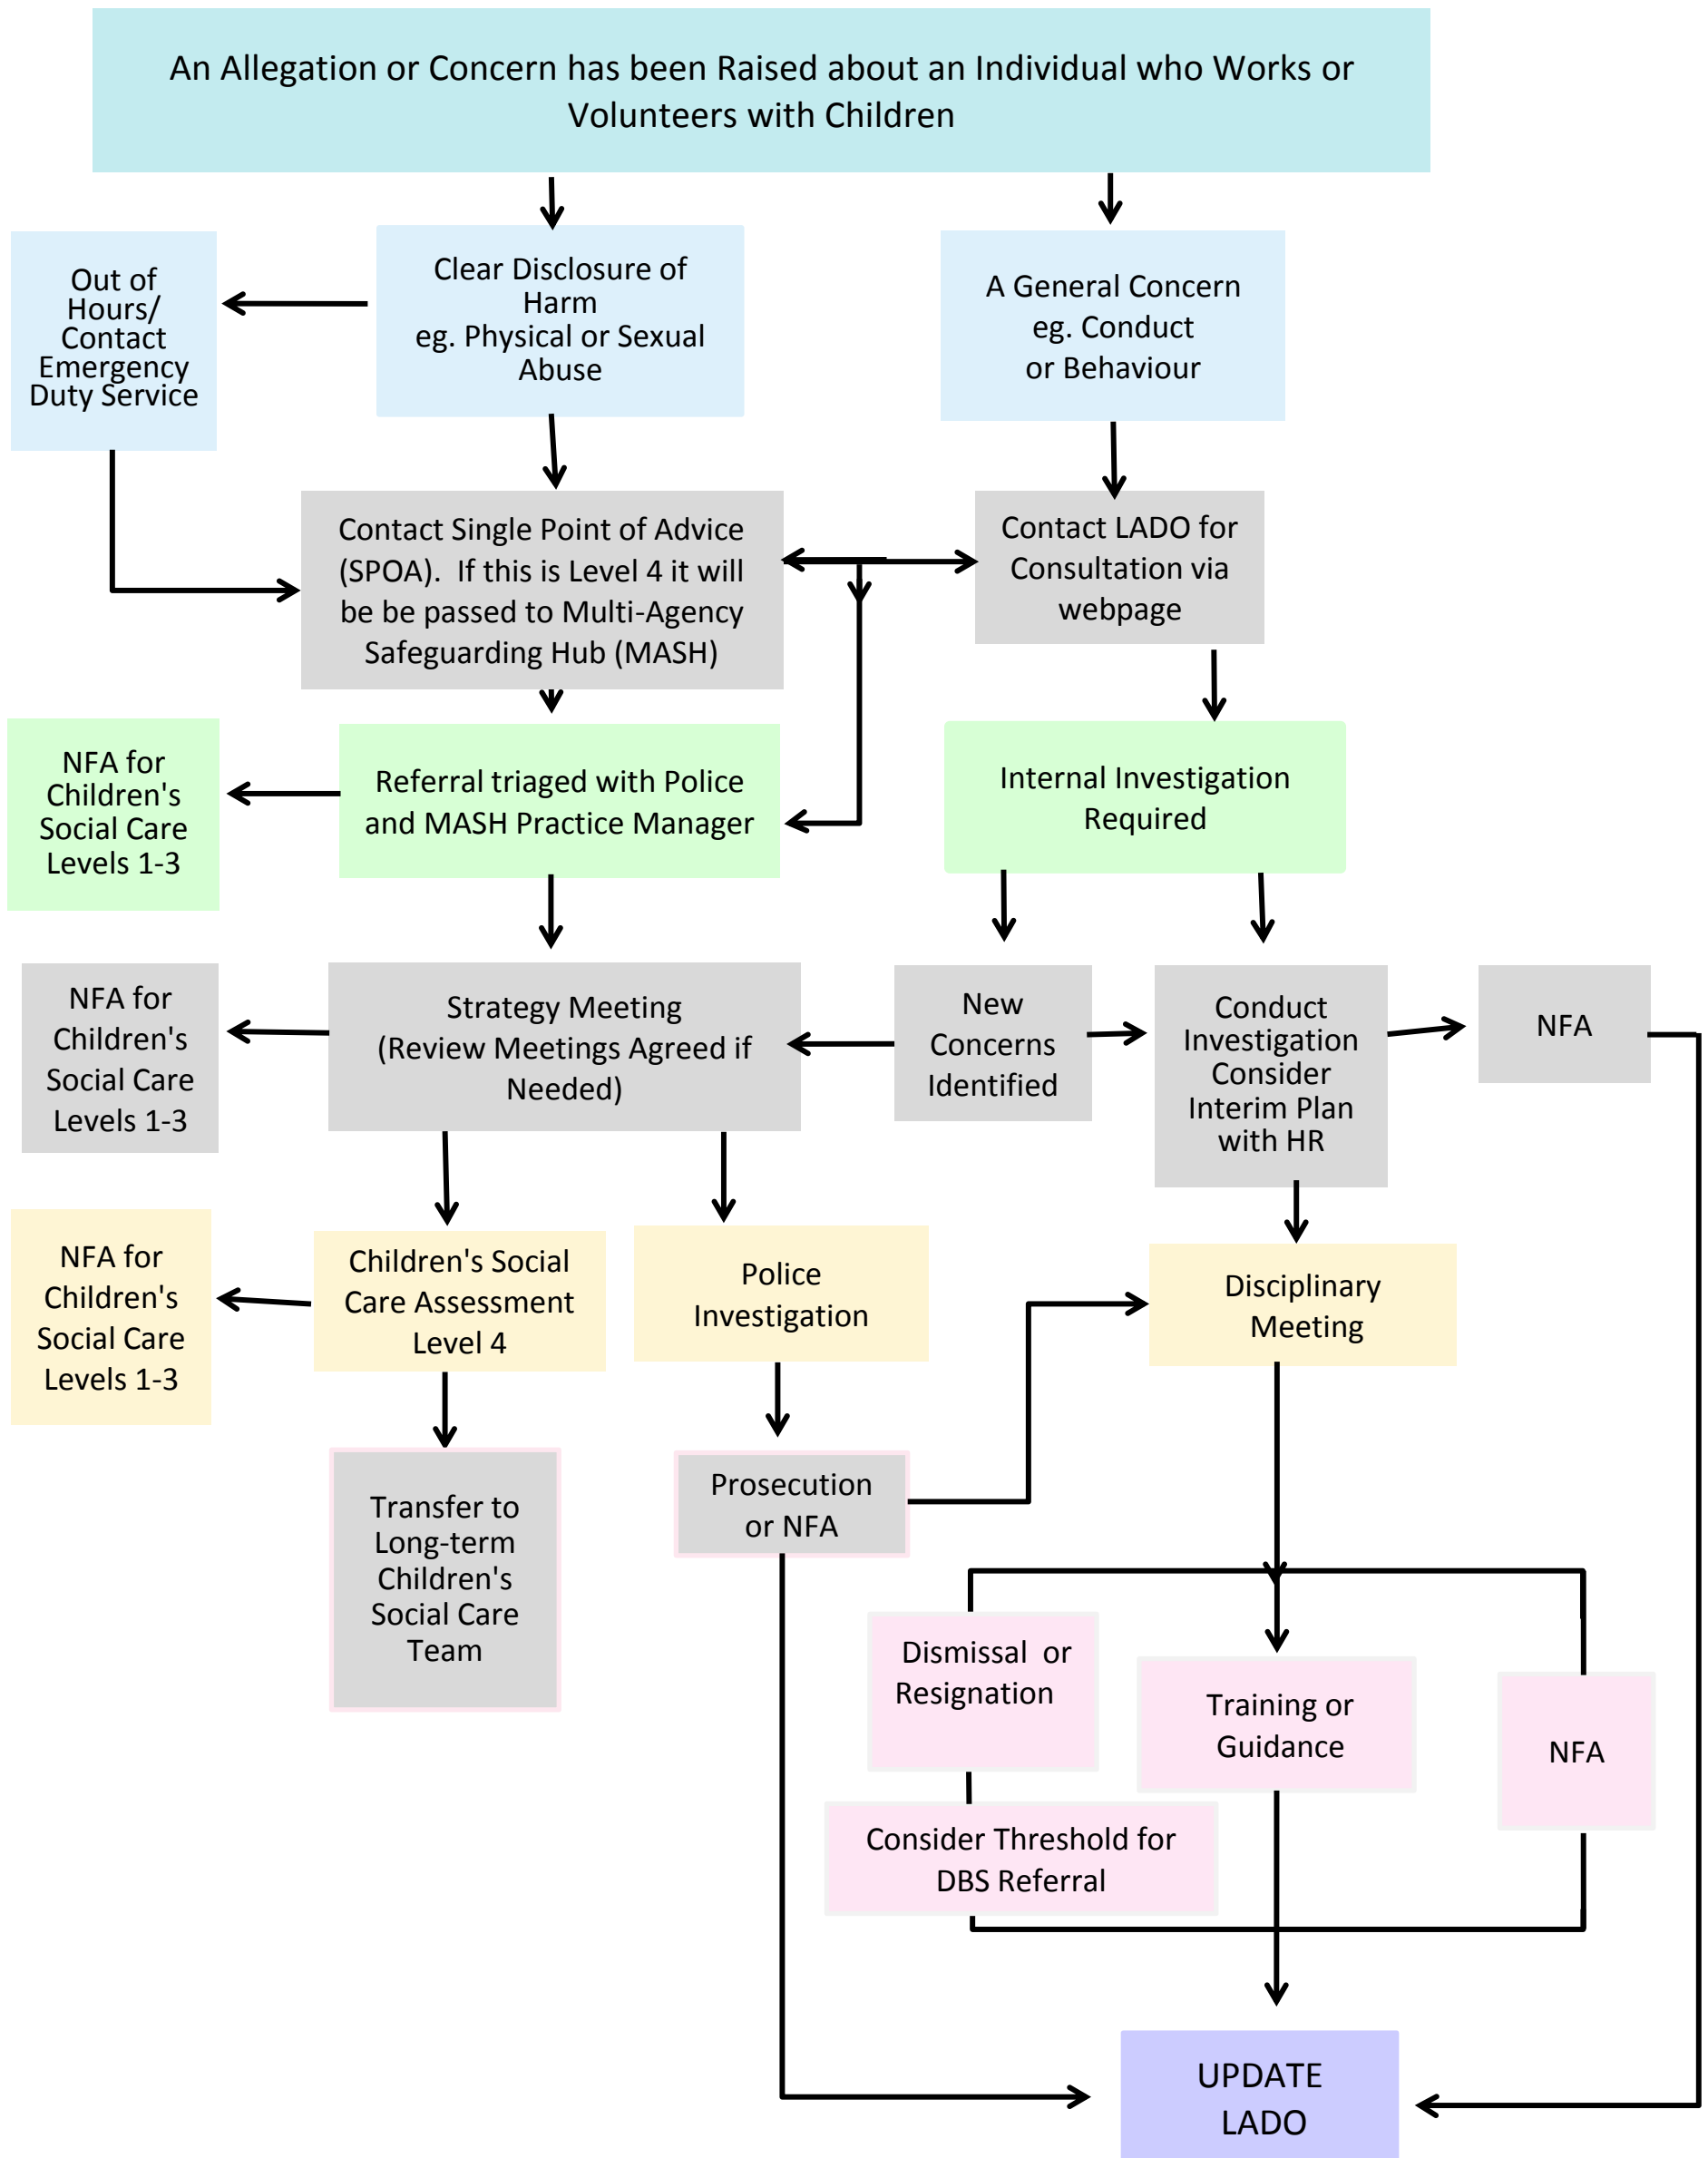 An Allegation or Concern has been Raised about an Individual who Works or
Volunteers with Children
Out of
Hours/
Contact
Emergency
Duty Service
Clear Disclosure of
Harm
eg. Physical or Sexual
Abuse
A General Concern
eg. Conduct
or Behaviour
Contact Single Point of Advice
(SPOA). If this is Level 4 it will
be be passed to Multi-Agency
Safeguarding Hub (MASH)
Contact LADO for
Consultation via
webpage
NFA for
Children's
Social Care
Levels 1-3
Referral triaged with Police
and MASH Practice Manager
Internal Investigation
Required
NFA for
Children's
Social Care
Levels 1-3
Strategy Meeting
(Review Meetings Agreed if
Needed)
New
Concerns
Identified
Conduct
Investigation
Consider
Interim Plan
with HR
NFA
NFA for
Children's
Social Care
Levels 1-3
Children's Social
Care Assessment
Level 4
Police
Investigation
Disciplinary
Meeting
Transfer to
Long-term
Children's
Social Care
Team
Prosecution
or NFA
Dismissal or
Resignation
Training or
Guidance
NFA
Consider Threshold for
DBS Referral
UPDATE
LADO